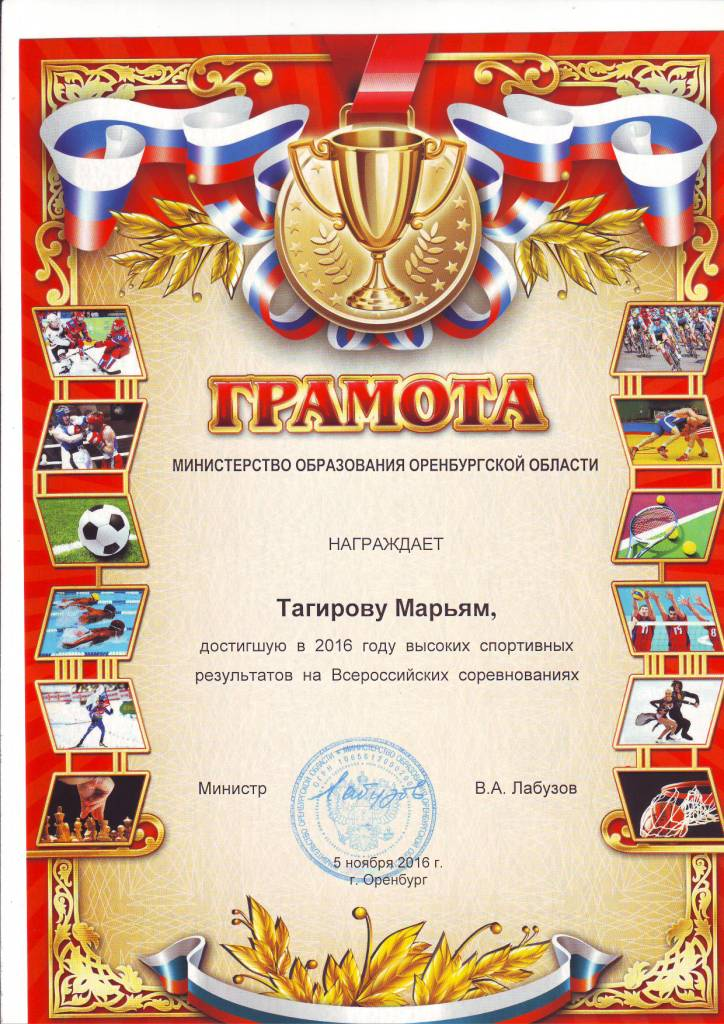 ГРАМОТА
МИНИСТЕРСТВО ОБРАЗОВАНИЯ ОРЕНБУРГСКОЙ ОБЛАСТИ
НАГРАЖДАЕТ
Тагирову Марьям,
достигшую в 2016 году высоких спортивных
результатов на Всероссийских соревнованиях
Министр
В.А. Лабузов
5 ноября 2016 г.
г. Оренбург